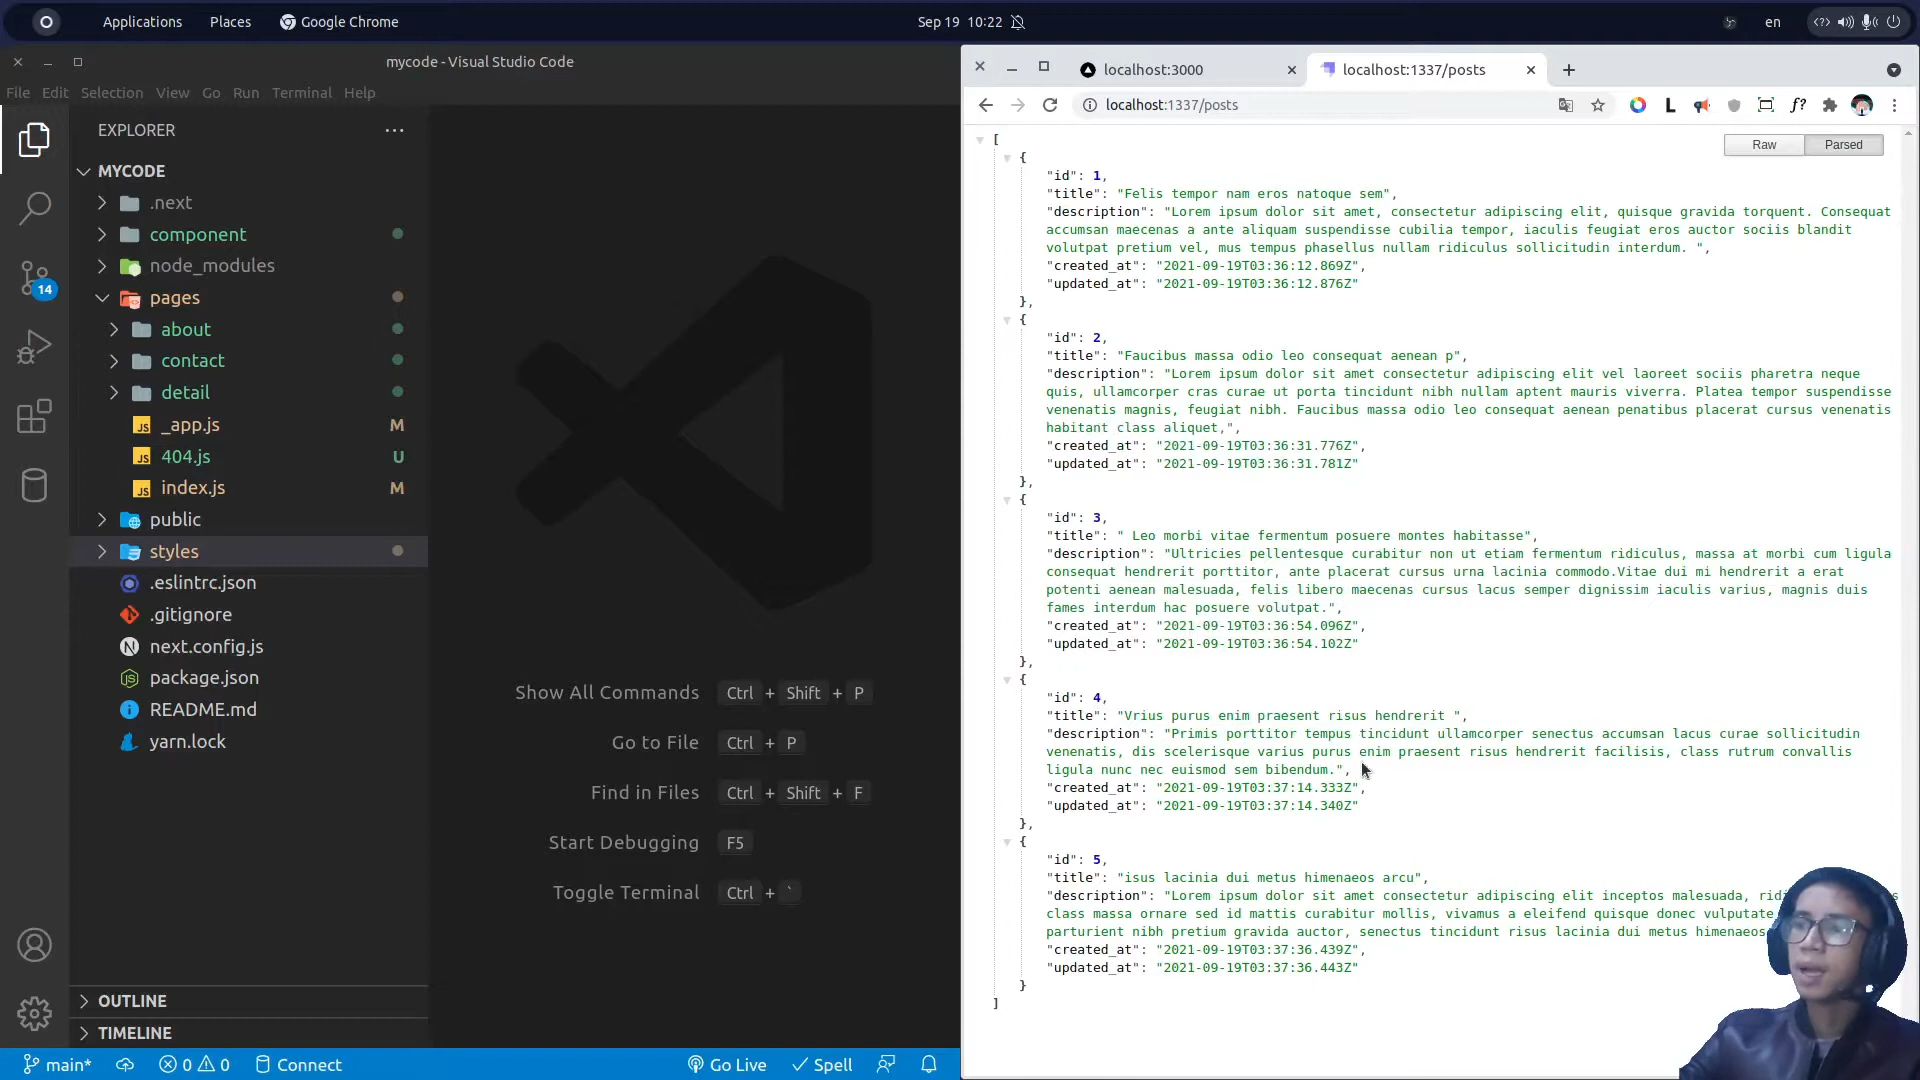 Applications Places Google Chrome Sep 19 10:22 en
mycode - Visual Studio Code
File Edit Selection View Go Run Terminal Help
EXPLORER
MYCODE
.next
component
node_modules
pages
about
contact
detail
_app.js M
404.js U
index.js M
public
styles
.eslintrc.json
.gitignore
next.config.js
package.json
README.md
yarn.lock
14
OUTLINE
TIMELINE
Show All Commands Ctrl + Shift + P
Go to File Ctrl + P
Find in Files Ctrl + Shift + F
Start Debugging F5
Toggle Terminal Ctrl + `
main* 0 0 Connect Go Live Spell
localhost:3000 localhost:1337/posts
localhost:1337/posts
L f?
Raw Parsed
[
{
"id": 1,
"title": "Felis tempor nam eros natoque sem",
"description": "Lorem ipsum dolor sit amet, consectetur adipiscing elit, quisque gravida torquent. Consequat
accumsan maecenas a ante aliquam suspendisse cubilia tempor, iaculis feugiat eros auctor sociis blandit
volutpat pretium vel, mus tempus phasellus nullam ridiculus sollicitudin interdum. ",
"created_at": "2021-09-19T03:36:12.869Z",
"updated_at": "2021-09-19T03:36:12.876Z"
},
{
"id": 2,
"title": "Faucibus massa odio leo consequat aenean p",
"description": "Lorem ipsum dolor sit amet consectetur adipiscing elit vel laoreet sociis pharetra neque
quis, ullamcorper cras curae ut porta tincidunt nibh nullam aptent mauris viverra. Platea tempor suspendisse
venenatis magnis, feugiat nibh. Faucibus massa odio leo consequat aenean penatibus placerat cursus venenatis
habitant class aliquet,",
"created_at": "2021-09-19T03:36:31.776Z",
"updated_at": "2021-09-19T03:36:31.781Z"
},
{
"id": 3,
"title": " Leo morbi vitae fermentum posuere montes habitasse",
"description": "Ultricies pellentesque curabitur non ut etiam fermentum ridiculus, massa at morbi cum ligula
consequat hendrerit porttitor, ante placerat cursus urna lacinia commodo.Vitae dui mi hendrerit a erat
potenti aenean malesuada, felis libero maecenas cursus lacus semper dignissim iaculis varius, magnis duis
fames interdum hac posuere volutpat.",
"created_at": "2021-09-19T03:36:54.096Z",
"updated_at": "2021-09-19T03:36:54.102Z"
},
{
"id": 4,
"title": "Vrius purus enim praesent risus hendrerit ",
"description": "Primis porttitor tempus tincidunt ullamcorper senectus accumsan lacus curae sollicitudin
venenatis, dis scelerisque varius purus enim praesent risus hendrerit facilisis, class rutrum convallis
ligula nunc nec euismod sem bibendum.",
"created_at": "2021-09-19T03:37:14.333Z",
"updated_at": "2021-09-19T03:37:14.340Z"
},
{
"id": 5,
"title": "isus lacinia dui metus himenaeos arcu",
"description": "Lorem ipsum dolor sit amet consectetur adipiscing elit inceptos malesuada,
class massa ornare sed id mattis curabitur mollis, vivamus a eleifend quisque donec vulputate
parturient nibh pretium gravida auctor, senectus tincidunt risus lacinia dui metus himenaeos
"created_at": "2021-09-19T03:37:36.439Z",
"updated_at": "2021-09-19T03:37:36.443Z"
}
]